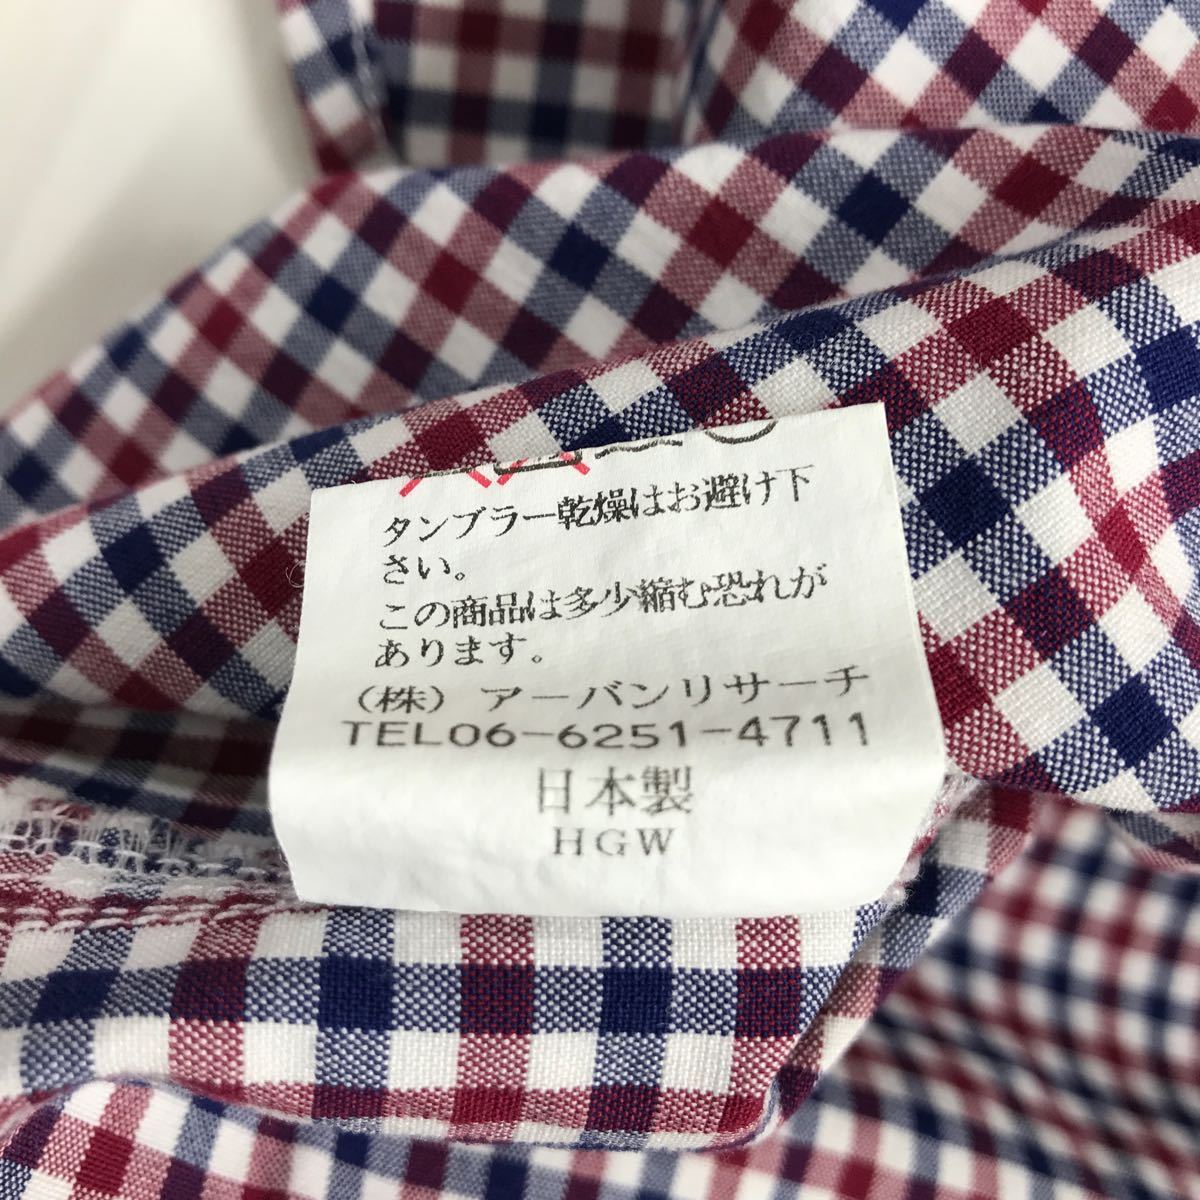 タンブラー乾燥はお避け下
さい。
この商品は多少縮む恐れが
あります。
（株）アーバンリサーチ
TEL06-6251-4711
日本製
HGW